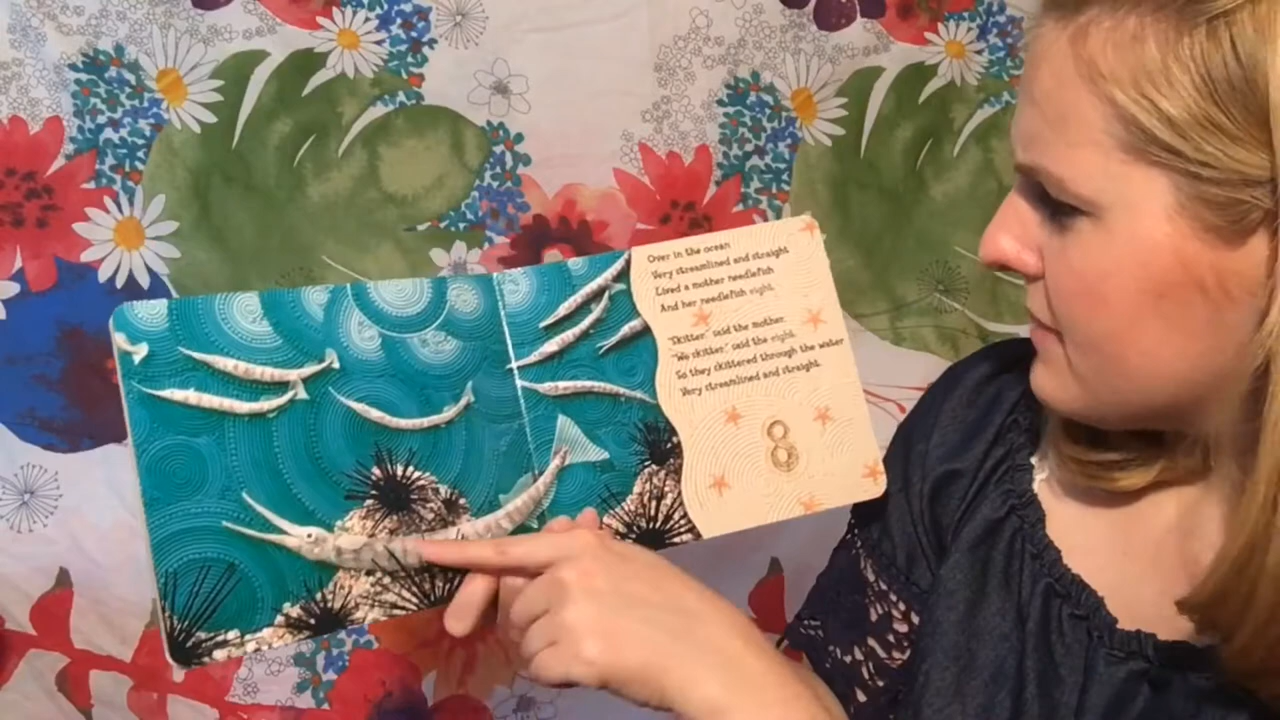 Over in the ocean
Very streamlined and straight
Lived a mother needlefish
And her needlefish eight.
"Skitter," said the mother.
"We skitter," said the eight.
So they skittered through the water
Very streamlined and straight.
8